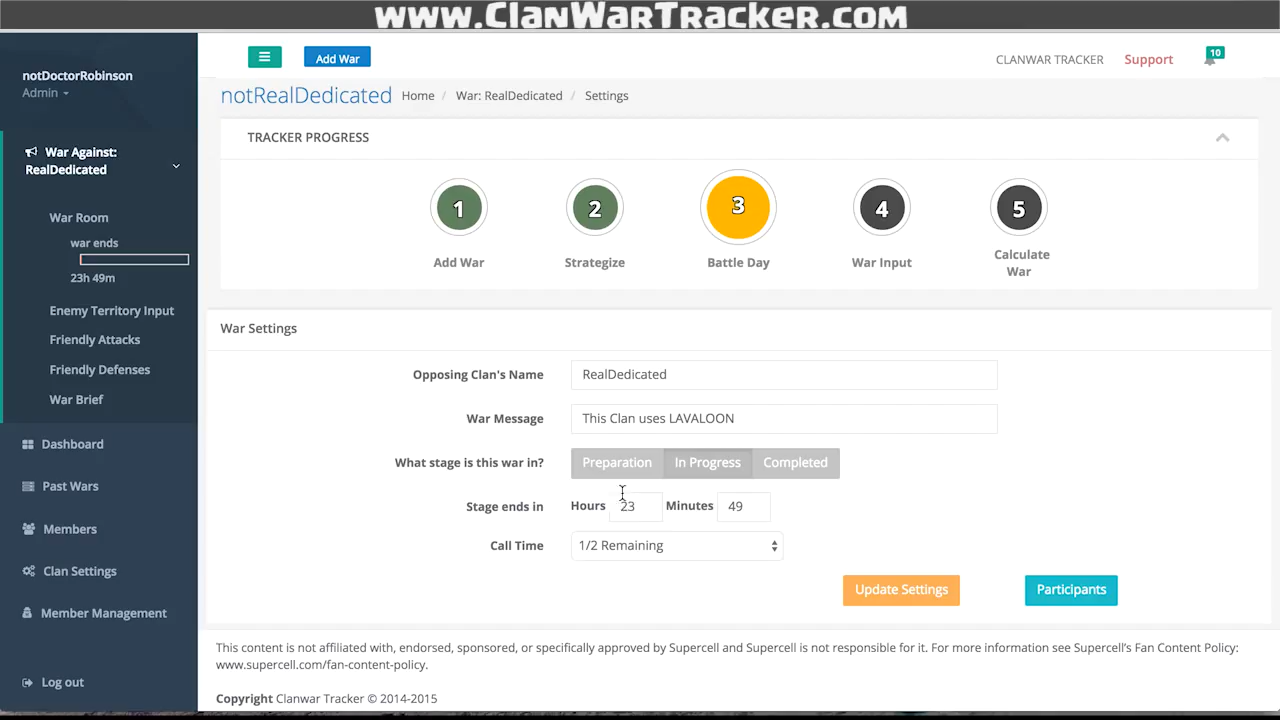 www.ClanWarTracker.com
notDoctorRobinson
Admin
War Against:
RealDedicated
War Room
war ends
23h 49m
Enemy Territory Input
Friendly Attacks
Friendly Defenses
War Brief
Dashboard
Past Wars
Members
Clan Settings
Member Management
Log out
Add War
CLANWAR TRACKER Support 10
notRealDedicated Home / War: RealDedicated / Settings
TRACKER PROGRESS
1 2 3 4 5
Add War Strategize Battle Day War Input Calculate War
War Settings
Opposing Clan's Name RealDedicated
War Message This Clan uses LAVALOON
What stage is this war in? Preparation In Progress Completed
Stage ends in Hours 23 Minutes 49
Call Time 1/2 Remaining
Update Settings Participants
This content is not affiliated with, endorsed, sponsored, or specifically approved by Supercell and Supercell is not responsible for it. For more information see Supercell's Fan Content Policy:
www.supercell.com/fan-content-policy.
Copyright Clanwar Tracker © 2014-2015